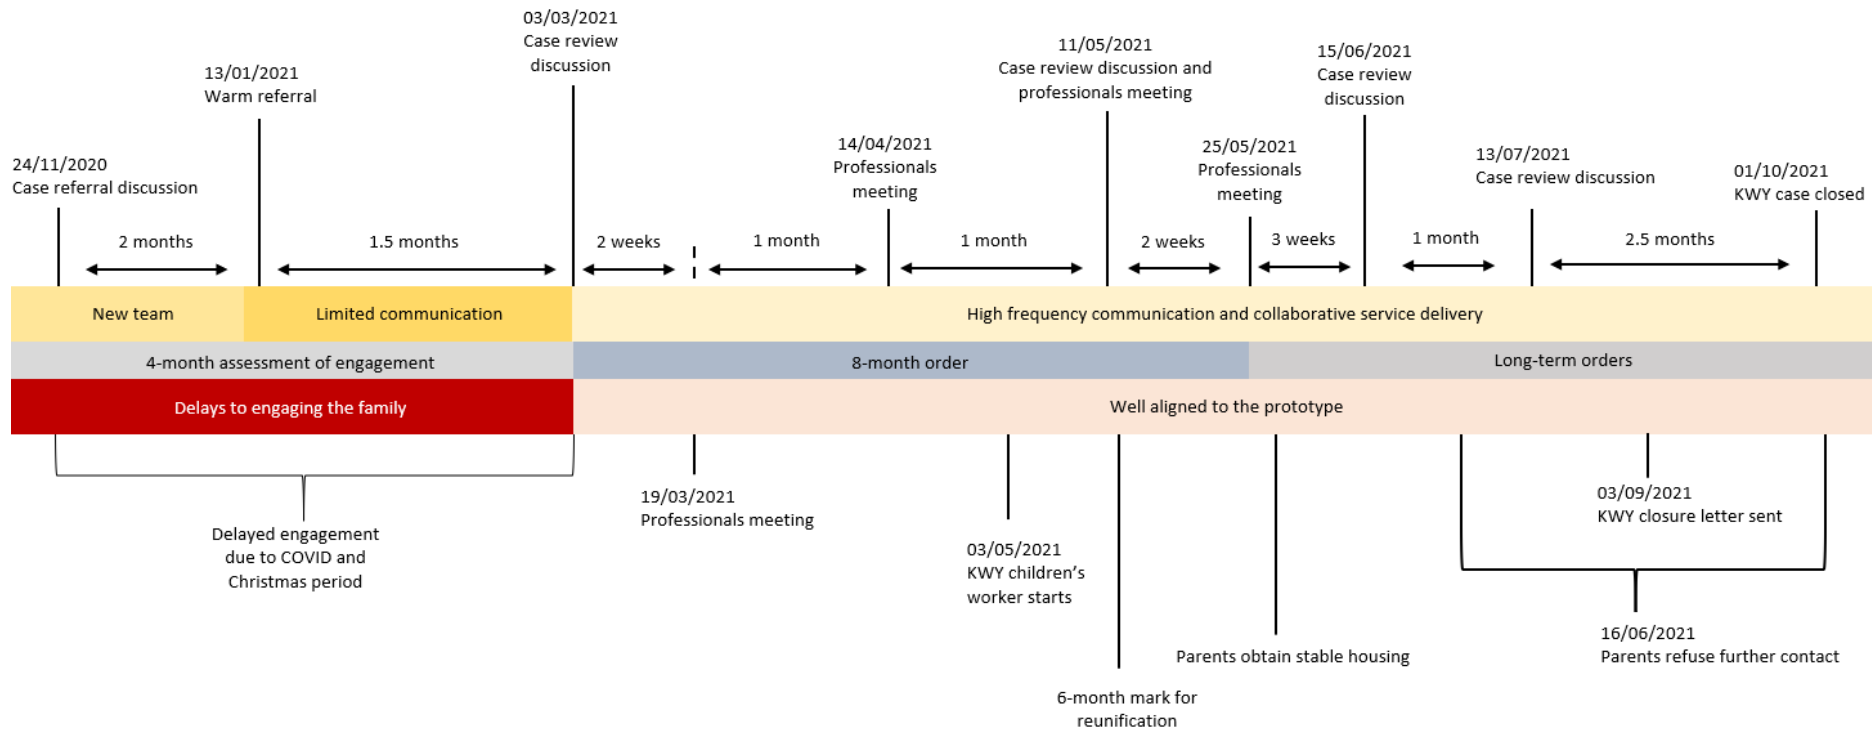 03/03/2021
Case review
discussion
13/01/2021
Warm referral
11/05/2021
Case review discussion and
professionals meeting
15/06/2021
Case review
discussion
24/11/2020
Case referral discussion
14/04/2021
Professionals
meeting
25/05/2021
Professionals
meeting
13/07/2021
Case review discussion
01/10/2021
KWY case closed
2 months
1.5 months
2 weeks
1 month
1 month
2 weeks
3 weeks
1 month
2.5 months
New team
Limited communication
High frequency communication and collaborative service delivery
4-month assessment of engagement
8-month order
Long-term orders
Delays to engaging the family
Well aligned to the prototype
Delayed engagement
due to COVID and
Christmas period
19/03/2021
Professionals meeting
03/05/2021
KWY children's
worker starts
6-month mark for
reunification
Parents obtain stable housing
03/09/2021
KWY closure letter sent
16/06/2021
Parents refuse further contact